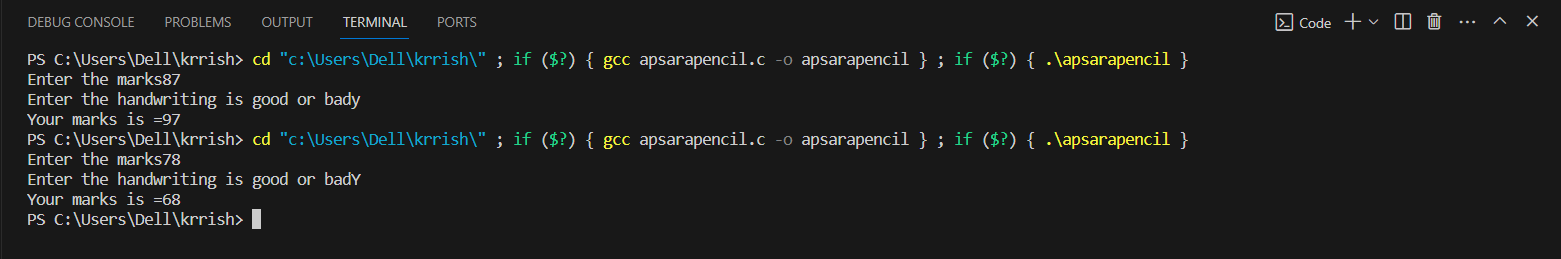 DEBUG CONSOLE PROBLEMS OUTPUT TERMINAL PORTS Code
PS C:\Users\Dell\krrish> cd "c:\Users\Dell\krrish\" ; if ($?) { gcc apsarapencil.c -o apsarapencil } ; if ($?) { .\apsarapencil }
Enter the marks87
Enter the handwriting is good or bady
Your marks is =97
PS C:\Users\Dell\krrish> cd "c:\Users\Dell\krrish\" ; if ($?) { gcc apsarapencil.c -o apsarapencil } ; if ($?) { .\apsarapencil }
Enter the marks78
Enter the handwriting is good or badY
Your marks is =68
PS C:\Users\Dell\krrish>